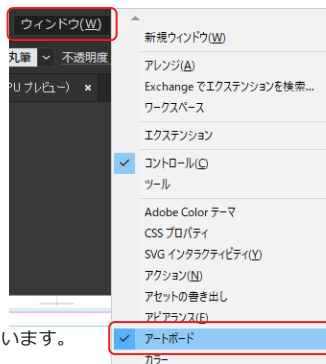 ウィンドウ(W)
丸筆 不透明度
PU プレビュー) ×
新規ウィンドウ(W)
アレンジ(A)
Exchange でエクステンションを検索...
ワークスペース
エクステンション
コントロール(C)
ツール
Adobe Color テーマ
CSS プロパティ
SVG インタラクティビティ(Y)
アクション(N)
アセットの書き出し
アピアランス(E)
アートボード
カラー
います。